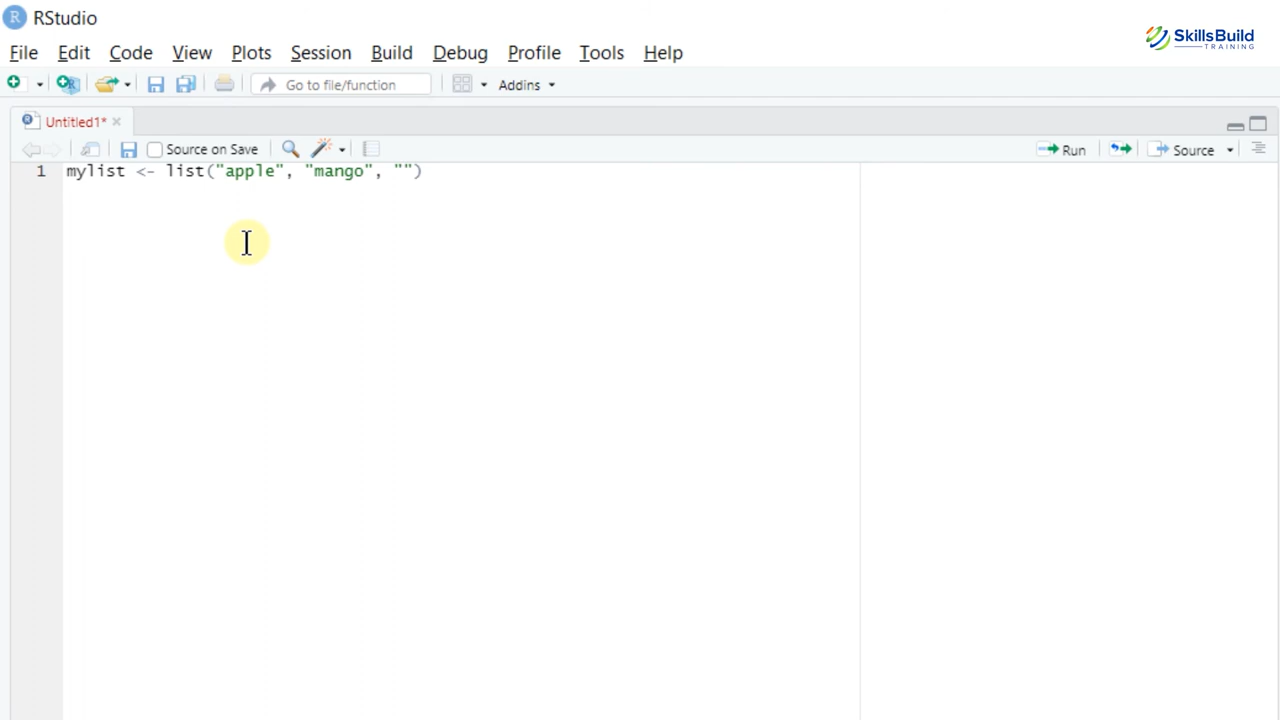 RStudio
SkillsBuild
TRAINING
File Edit Code View Plots Session Build Debug Profile Tools Help
Go to file/function Addins
Untitled1*
Source on Save Run Source
1 mylist <- list("apple", "mango", "")